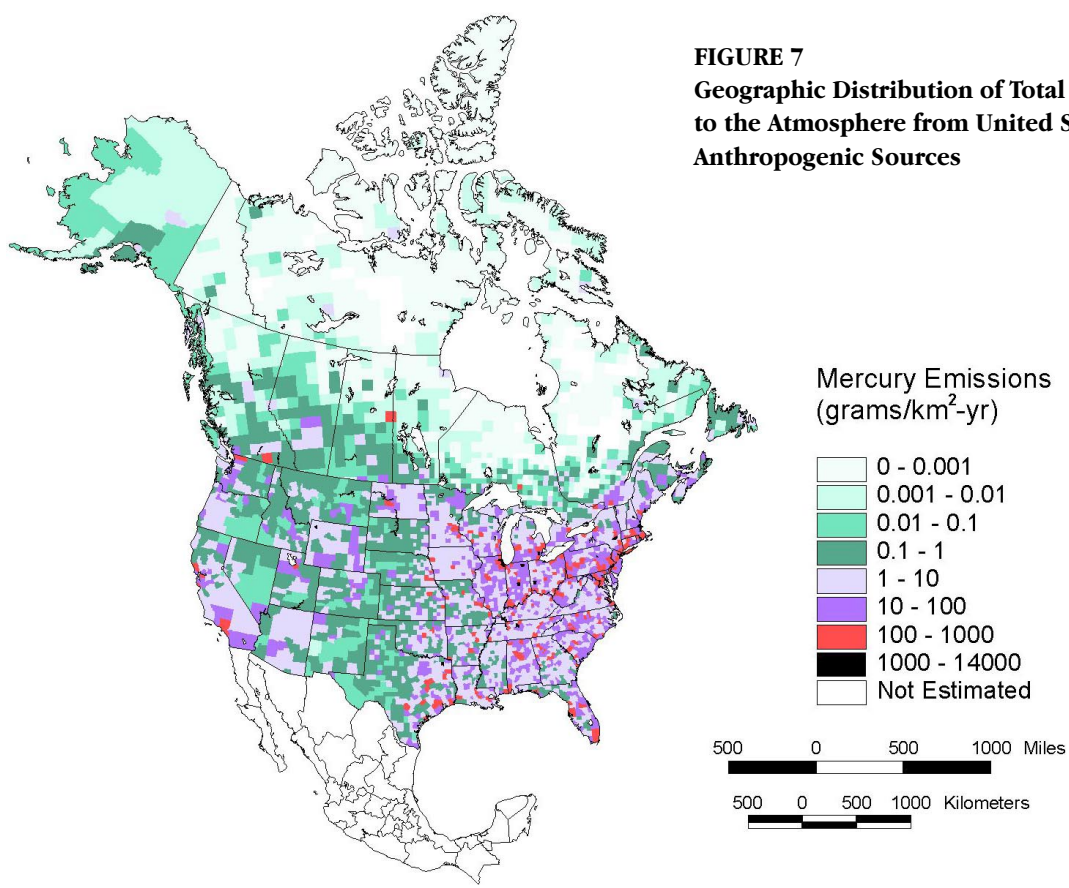 FIGURE 7
Geographic Distribution of Total
to the Atmosphere from United S
Anthropogenic Sources
Mercury Emissions
(grams/km²-yr)
0 - 0.001
0.001 - 0.01
0.01 - 0.1
0.1 - 1
1 - 10
10 - 100
100 - 1000
1000 - 14000
Not Estimated
500 0 500 1000 Miles
500 0 500 1000 Kilometers